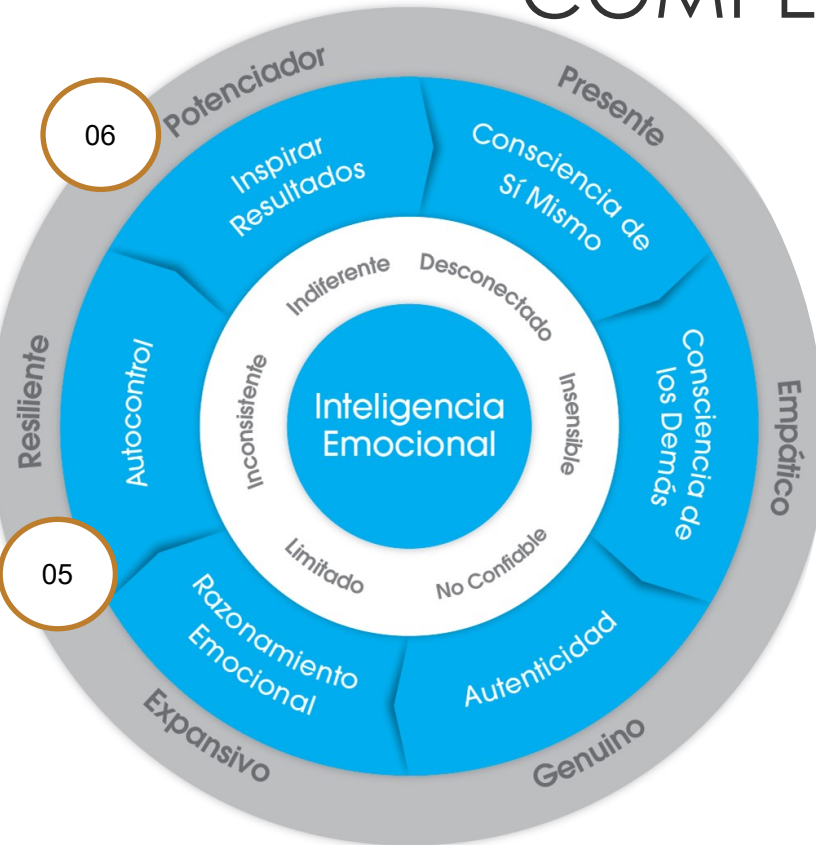 COMPE
06
Potenciador
Presente
Inspirar
Resultados
Consciencia de
Sí Mismo
Indiferente
Desconectado
Resiliente
Autocontrol
Inconsistente
Inteligencia
Emocional
Insensible
Consciencia de
los Demás
Empático
05
Limitado
No Confiable
Razonamiento
Emocional
Autenticidad
Expansivo
Genuino